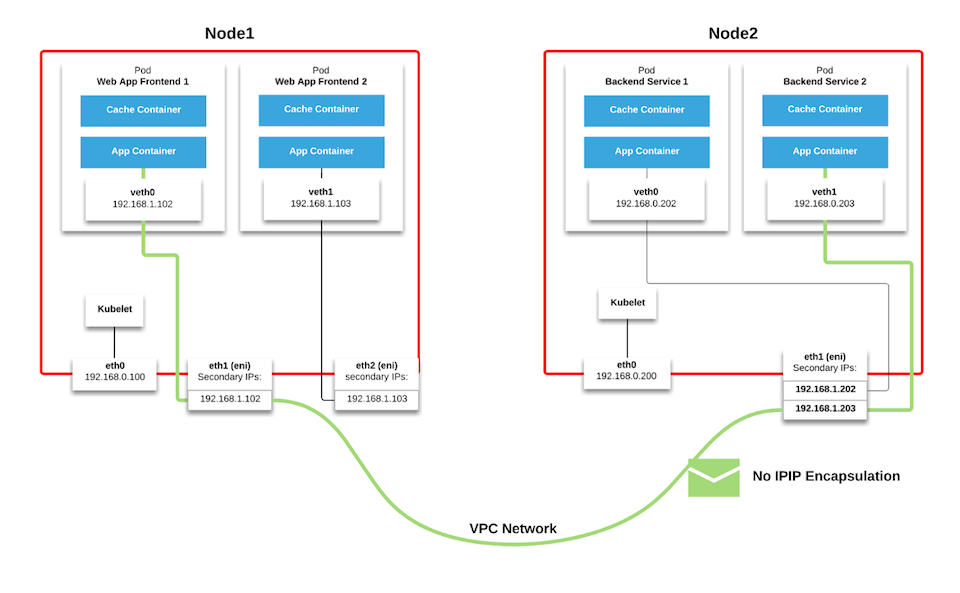 Node1
Pod
Web App Frontend 1
Cache Container
App Container
veth0
192.168.1.102
Pod
Web App Frontend 2
Cache Container
App Container
veth1
192.168.1.103
Kubelet
eth0
192.168.0.100
eth1 (eni)
Secondary IPs:
192.168.1.102
eth2 (eni)
secondary IPs:
192.168.1.103
Node2
Pod
Backend Service 1
Cache Container
App Container
veth0
192.168.0.202
Pod
Backend Service 2
Cache Container
App Container
veth1
192.168.0.203
Kubelet
eth0
192.168.0.200
eth1 (eni)
Secondary IPs:
192.168.1.202
192.168.1.203
No IPIP Encapsulation
VPC Network